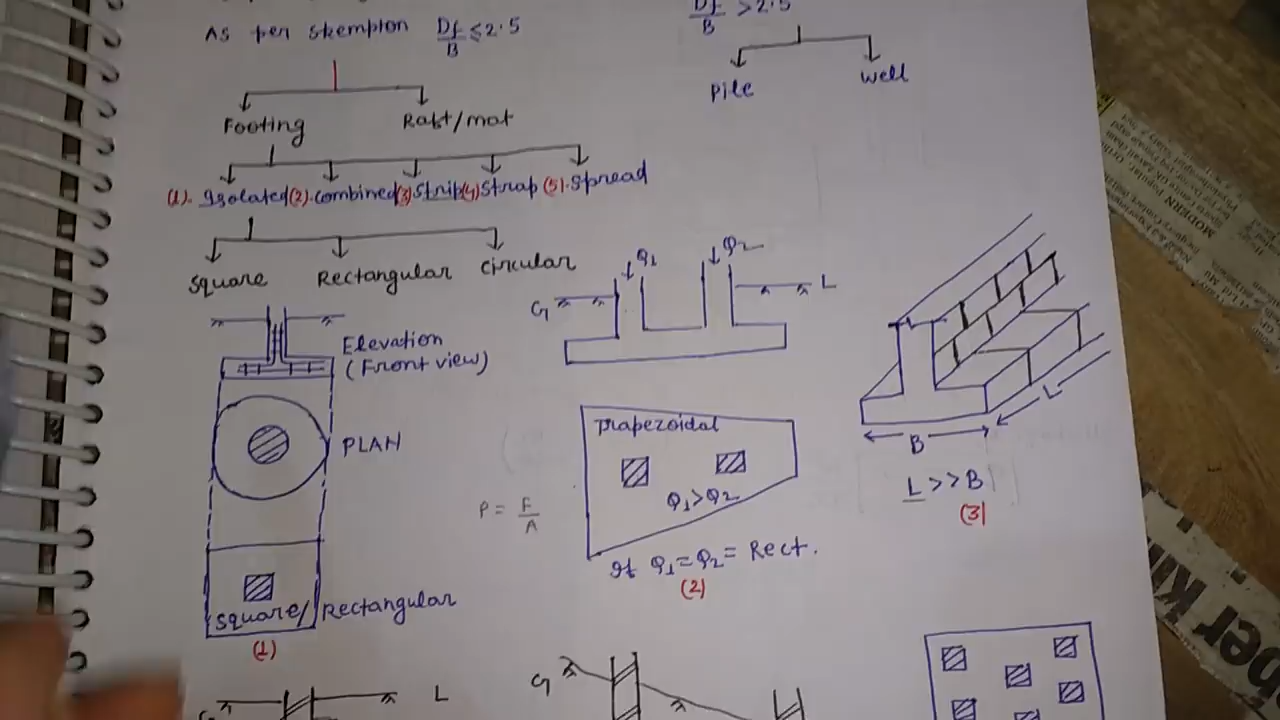 As per skempton Df/B ≤ 2.5
Df/B > 2.5
Pile
Well
Footing
Raft/mat
(1). Isolated (2). Combined (3) Strip (4) Strap (5). Spread
Square
Rectangular
Circular
Q1
Q2
G
L
Elevation
(Front view)
PLAN
Trapezoidal
Q1>Q2
P = F/A
If Q1=Q2= Rect.
(2)
B
L
L>>B
(3)
Square/Rectangular
(1)
G
L
G
MODERN